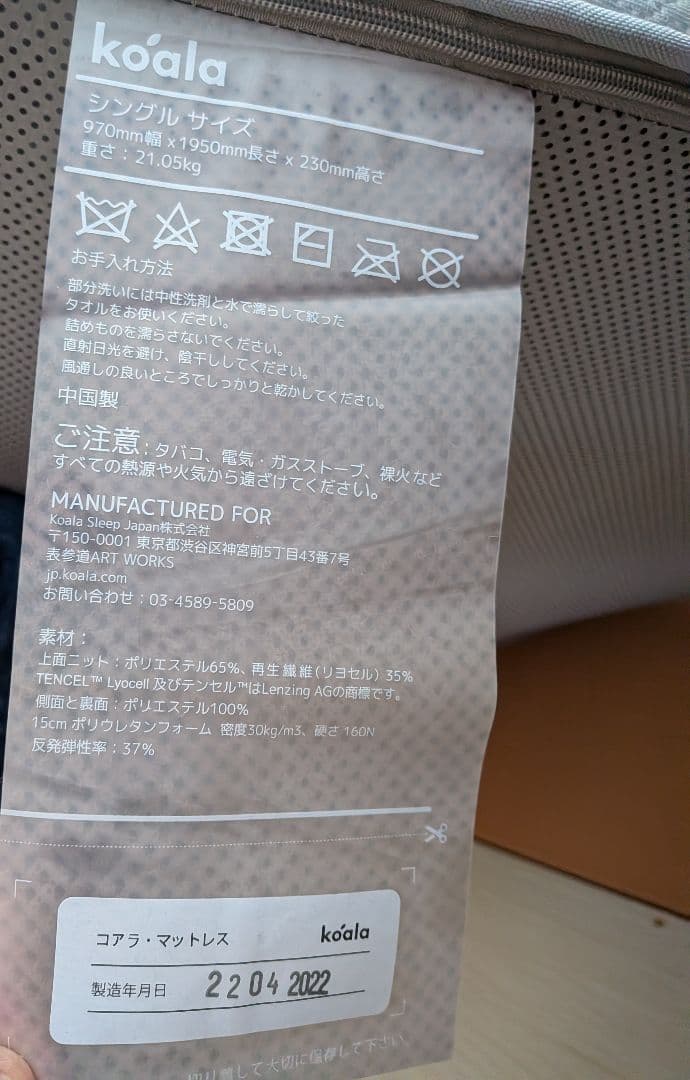 koala
シングル サイズ
970mm幅 x 1950mm長さ x 230mm高さ
重さ：21.05kg
お手入れ方法
部分洗いには中性洗剤と水で濡らして絞った
タオルをお使いください。
詰めものを濡らさないでください。
直射日光を避け、陰干ししてください。
風通しの良いところでしっかりと乾かしてください。
中国製
ご注意：タバコ、電気・ガスストーブ、裸火など
すべての熱源や火気から遠ざけてください。
MANUFACTURED FOR
Koala Sleep Japan株式会社
〒150-0001 東京都渋谷区神宮前5丁目43番7号
表参道ART WORKS
jp.koala.com
お問い合わせ：03-4589-5809
素材：
上面ニット：ポリエステル65%、再生繊維(リヨセル) 35%
TENCEL™ Lyocell 及びテンセル™はLenzing AGの商標です。
側面と裏面：ポリエステル100%
15cm ポリウレタンフォーム 密度30kg/m3、硬さ 160N
反発弾性率：37%
コアラ・マットレス koala
製造年月日 22 04 2022
切り離して大切に保存して下さい